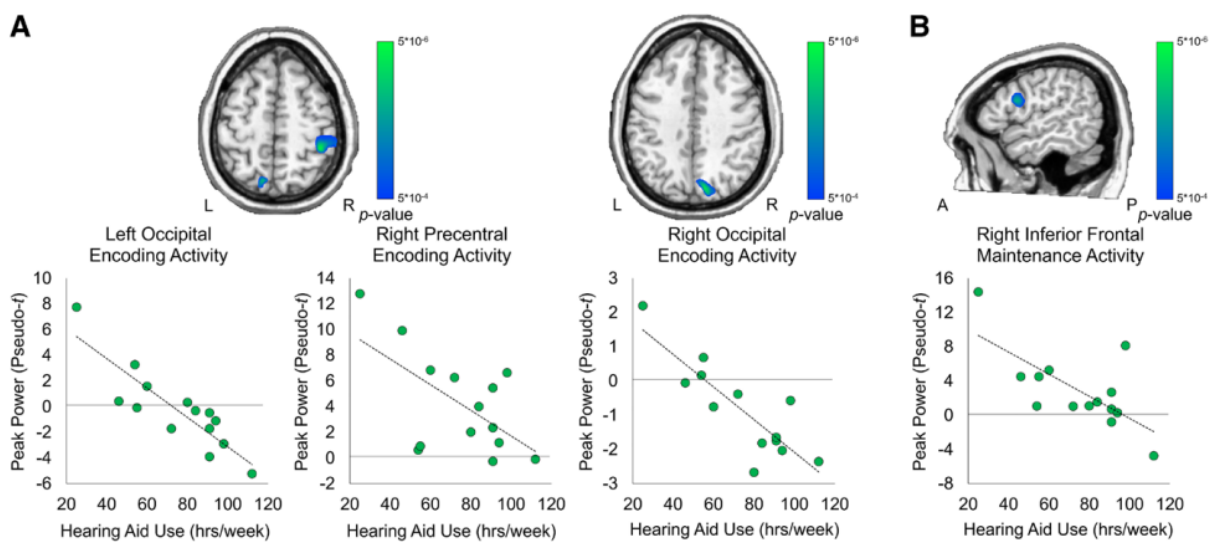 A
5*10⁻⁶
5*10⁻⁴
p-value
L
R
5*10⁻⁶
5*10⁻⁴
p-value
L
R
B
5*10⁻⁶
5*10⁻⁴
p-value
A
P
Left Occipital
Encoding Activity
Peak Power (Pseudo-t)
10
8
6
4
2
0
-2
-4
-6
20 40 60 80 100 120
Hearing Aid Use (hrs/week)
Right Precentral
Encoding Activity
Peak Power (Pseudo-t)
14
12
10
8
6
4
2
0
-2
20 40 60 80 100 120
Hearing Aid Use (hrs/week)
Right Occipital
Encoding Activity
Peak Power (Pseudo-t)
3
2
1
0
-1
-2
-3
20 40 60 80 100 120
Hearing Aid Use (hrs/week)
Right Inferior Frontal
Maintenance Activity
Peak Power (Pseudo-t)
16
12
8
4
0
-4
-8
20 40 60 80 100 120
Hearing Aid Use (hrs/week)